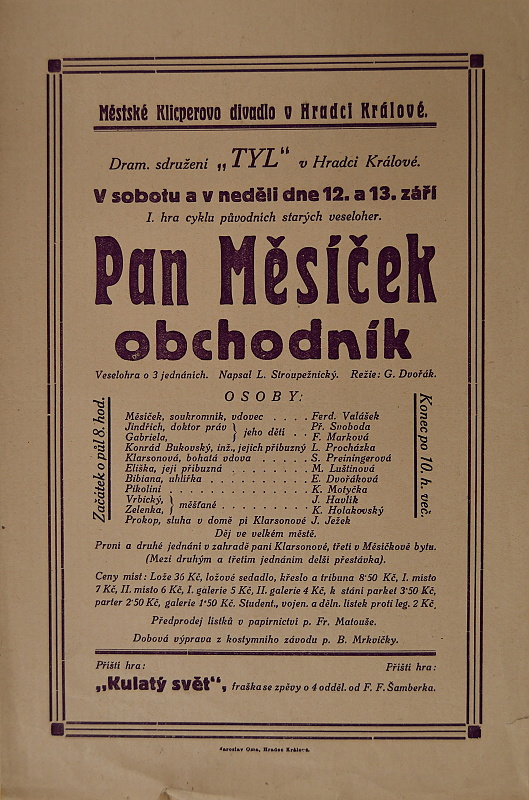 Městské Klicperovo divadlo v Hradci Králové.
Dram. sdružení „TYL“ v Hradci Králové.
V sobotu a v neděli dne 12. a 13. září
I. hra cyklu původních starých veseloher.
Pan Měsíček
obchodník
Veselohra o 3 jednáních. Napsal L. Stroupežnický. Režie: G. Dvořák.
OSOBY:
Začátek o půl 8. hod.
Měsíček, soukromník, vdovec . . . . Ferd. Valášek
Jindřich, doktor práv } jeho děti . . Př. Svoboda
Gabriela, F. Marková
Konrád Bukovský, inž., jejich příbuzný L. Procházka
Klarsonová, bohatá vdova . . . . . S. Preiningerová
Eliška, její příbuzná . . . . . . . . M. Luštinová
Bibiana, uhlířka . . . . . . . . . . E. Dvořáková
Pikolini . . . . . . . . . . . . . . K. Motyčka
Vrbický, } měšťané . . . . . . . . . J. Havlík
Zelenka, K. Holakovský
Prokop, sluha v domě pí Klarsonové J. Ježek
Konec po 10. h. več.
Děj ve velkém městě.
První a druhé jednání v zahradě paní Klarsonové, třetí v Měsíčkově bytu.
(Mezi druhým a třetím jednáním delší přestávka).
Ceny míst: Lože 36 Kč, ložové sedadlo, křeslo a tribuna 8·50 Kč, I. místo
7 Kč, II. místo 6 Kč, I. galerie 5 Kč, II. galerie 4 Kč, k stání parket 3·50 Kč,
parter 2·50 Kč, galerie 1·50 Kč. Student., vojen. a děln. lístek proti leg. 2 Kč.
Předprodej lístků v papírnictví p. Fr. Matouše.
Dobová výprava z kostymního závodu p. B. Mrkvičky.
Příští hra: Příští hra:
„Kulatý svět“, fraška se zpěvy o 4 odděl. od F. F. Šamberka.
Jaroslav Oma, Hradec Králové.